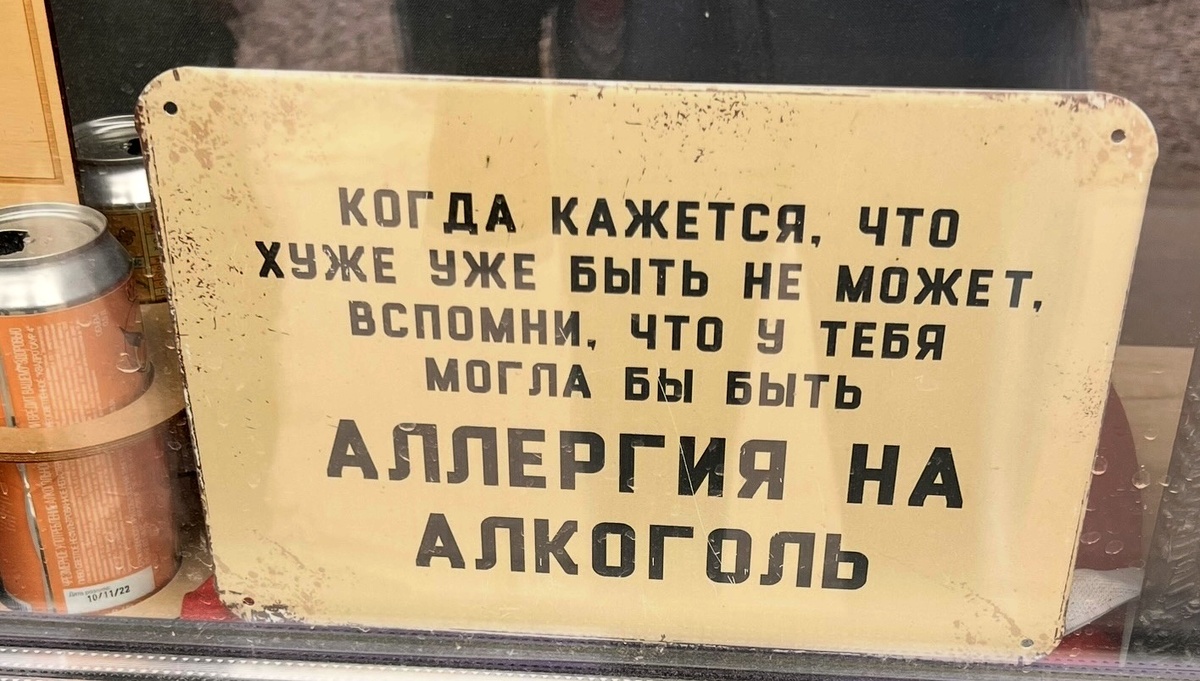 КОГДА КАЖЕТСЯ, ЧТО
ХУЖЕ УЖЕ БЫТЬ НЕ МОЖЕТ,
ВСПОМНИ, ЧТО У ТЕБЯ
МОГЛА БЫ БЫТЬ
АЛЛЕРГИЯ НА
АЛКОГОЛЬ
10/11/22